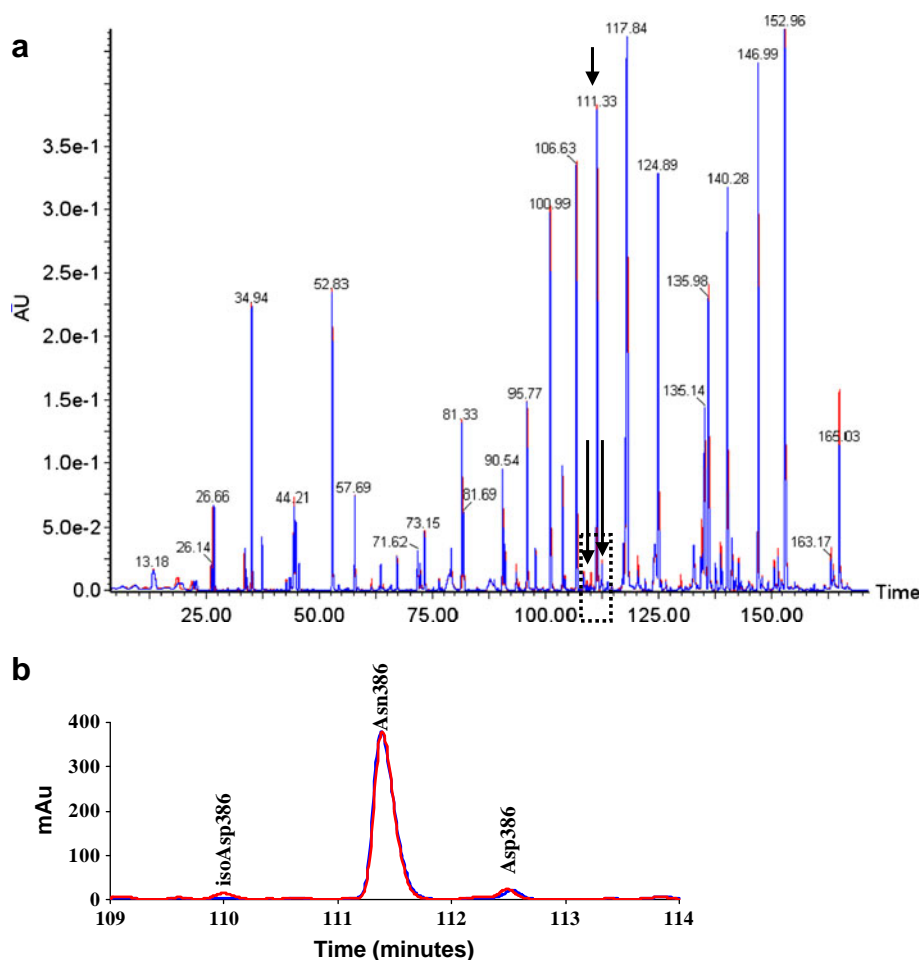 a
117.84
152.96
146.99
111.33
3.5e-1
106.63
124.89
3.0e-1
100.99
140.28
2.5e-1
34.94
52.83
135.98
AU
2.0e-1
1.5e-1
95.77
135.14
81.33
165.03
1.0e-1
90.54
26.66
44.21
57.69
81.69
5.0e-2
26.14
71.62
73.15
163.17
13.18
0.0
Time
25.00 50.00 75.00 100.00 125.00 150.00
b
Asn386
400
300
mAu
200
isoAsp386
Asp386
100
0
109 110 111 112 113 114
Time (minutes)